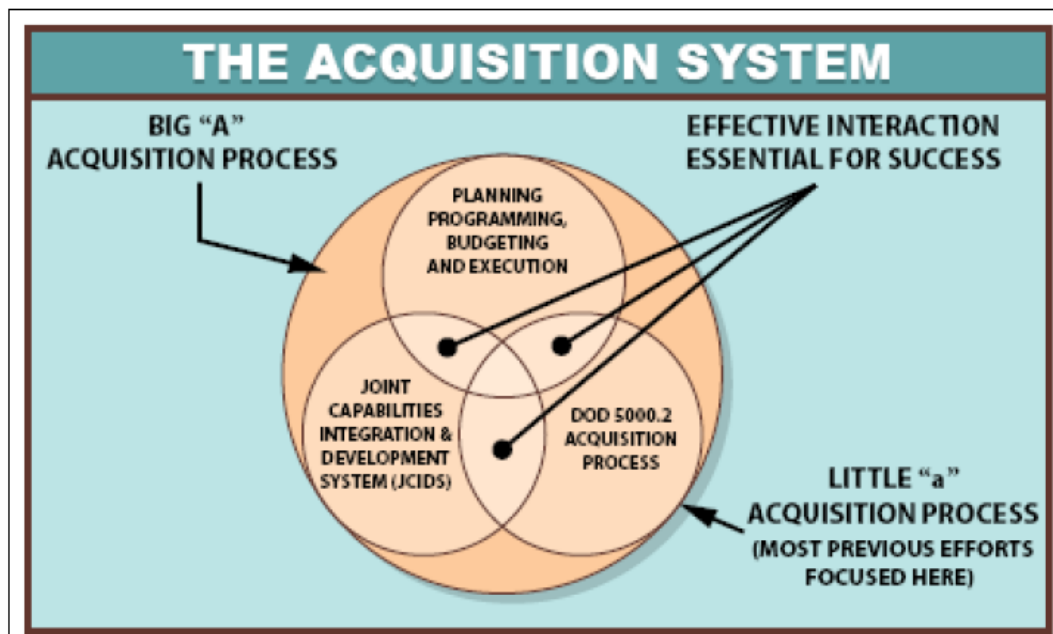 THE ACQUISITION SYSTEM
BIG “A”
ACQUISITION PROCESS
EFFECTIVE INTERACTION
ESSENTIAL FOR SUCCESS
PLANNING
PROGRAMMING,
BUDGETING
AND EXECUTION
JOINT
CAPABILITIES
INTEGRATION &
DEVELOPMENT
SYSTEM (JCIDS)
DOD 5000.2
ACQUISITION
PROCESS
LITTLE “a”
ACQUISITION PROCESS
(MOST PREVIOUS EFFORTS
FOCUSED HERE)